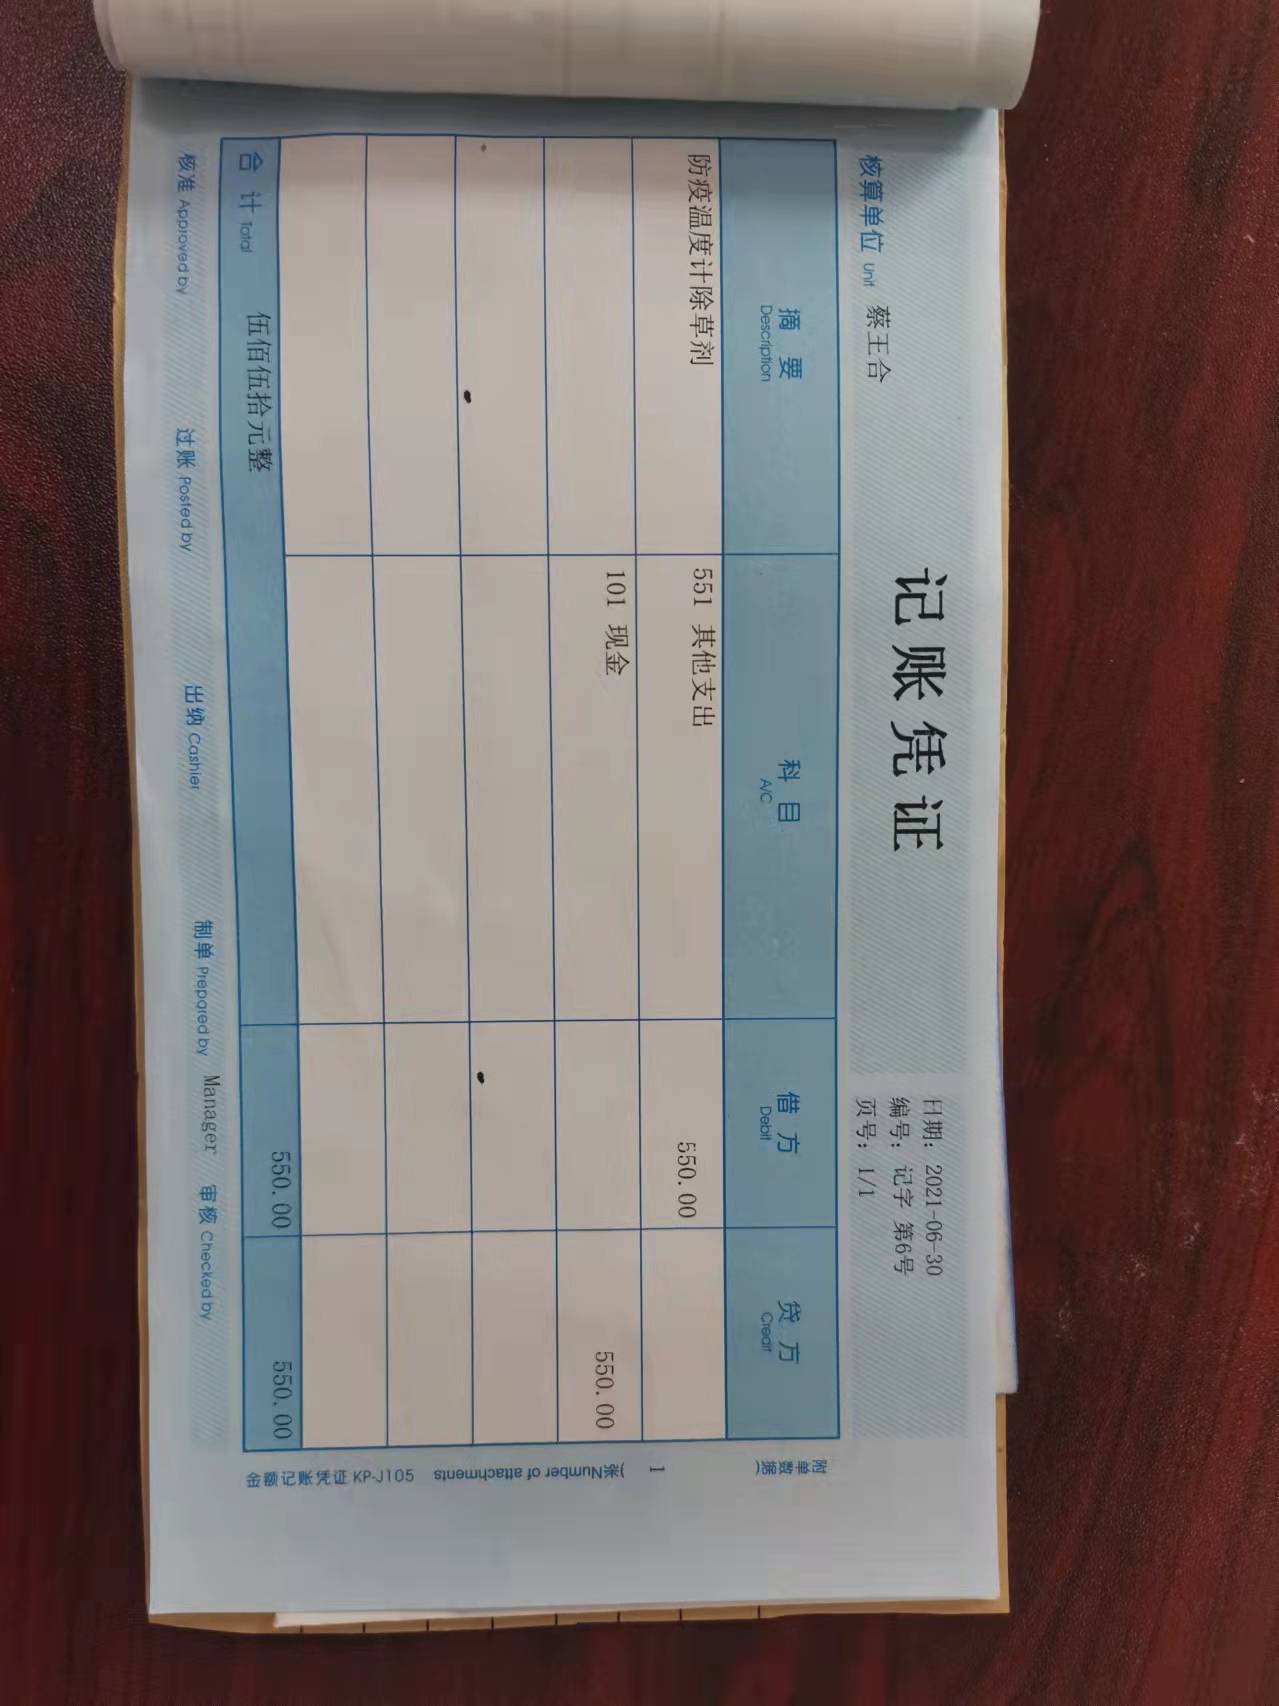 记账凭证
日期: 2021-06-30
编号: 记字 第6号
核算单位 Unit 蔡王合
页号: 1/1
摘要 科目 借方 贷方
Description A/C Debit Credit
防疫温度计除草剂 551 其他支出 550.00
101 现金 550.00
合计 Total 伍佰伍拾元整 550.00 550.00
核准 Approved by 过账 Posted by 出纳 Cashier 制单 Prepared by Manager 审核 Checked by
附单数据( 1 )张(Number of attachments
金额记账凭证 KP-J105